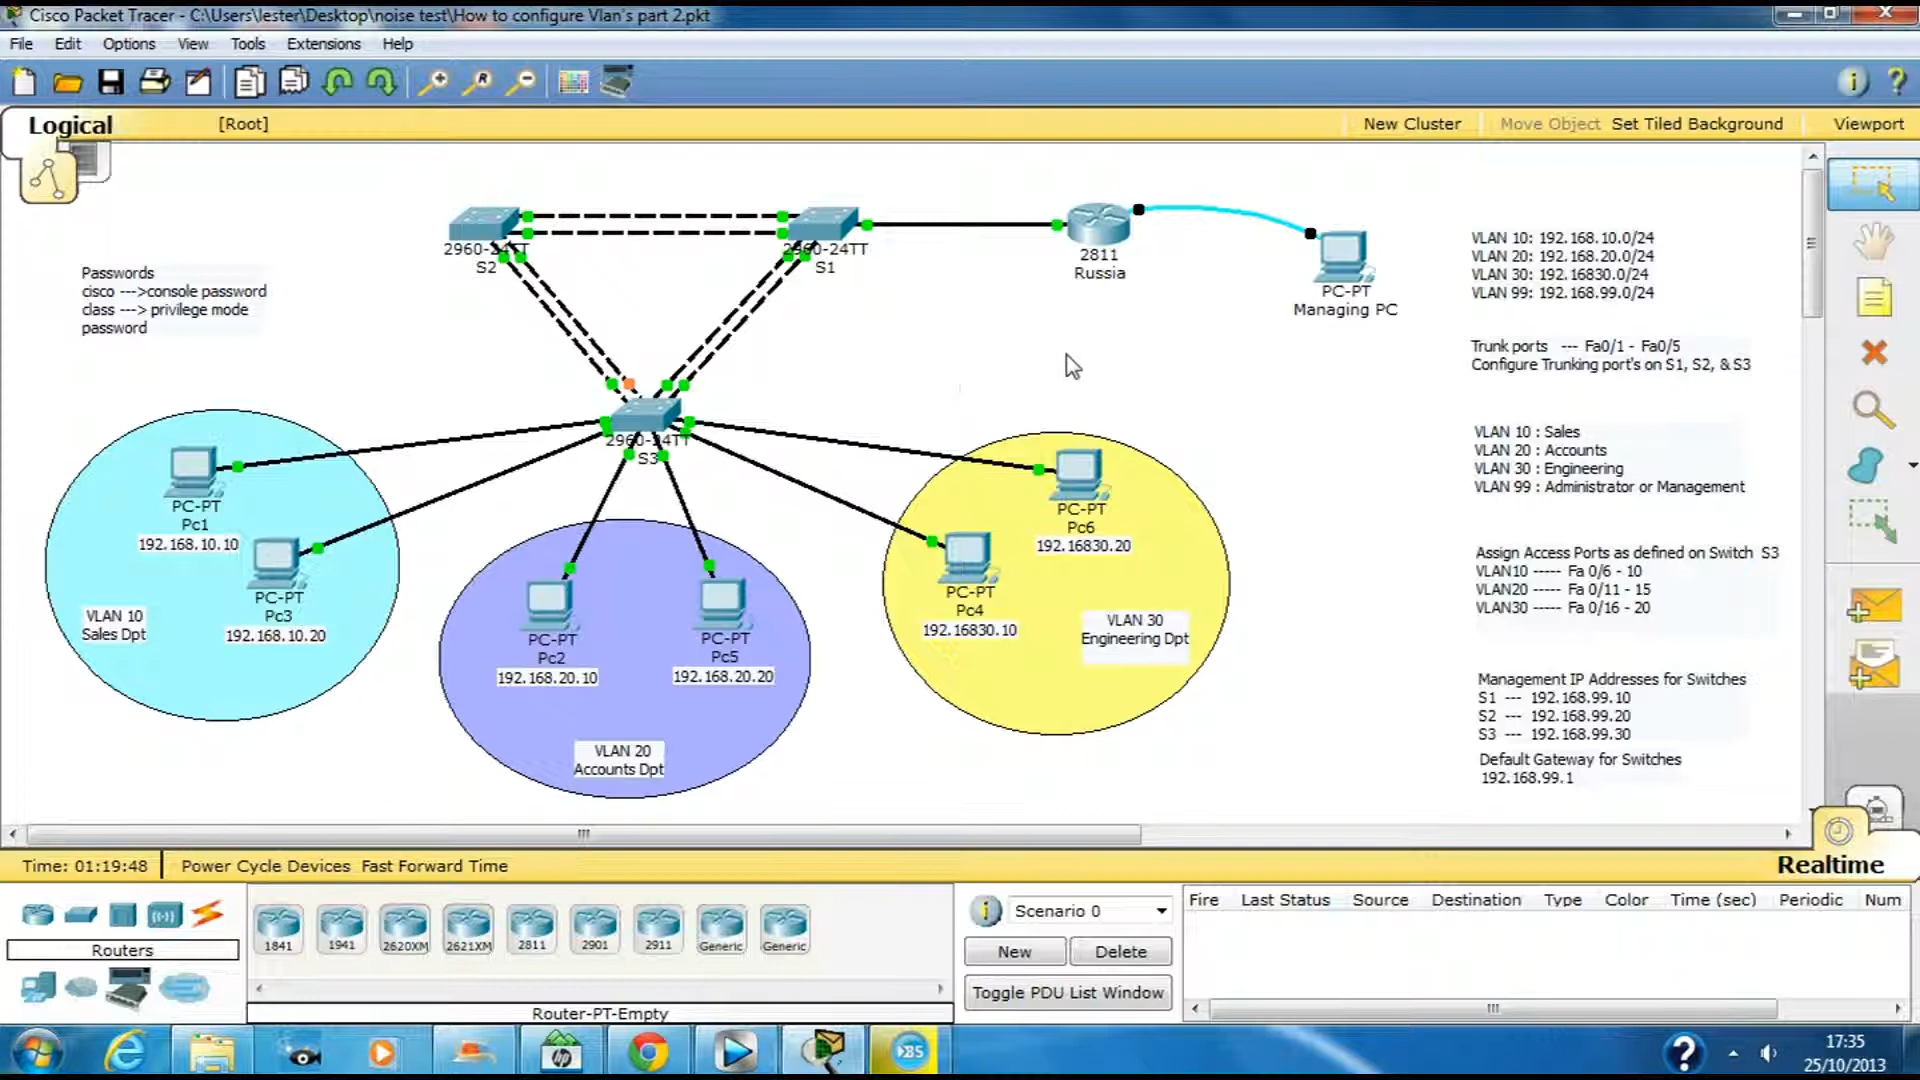 Cisco Packet Tracer - C:\Users\lester\Desktop\noise test\How to configure Vlan's part 2.pkt
File Edit Options View Tools Extensions Help
Logical
[Root]
New Cluster
Move Object
Set Tiled Background
Viewport
Passwords
cisco --->console password
class ---> privilege mode
password
2960-24TT
S2
2960-24TT
S1
2811
Russia
PC-PT
Managing PC
2960-24TT
S3
PC-PT
Pc1
192.168.10.10
PC-PT
Pc3
192.168.10.20
VLAN 10
Sales Dpt
PC-PT
Pc2
192.168.20.10
PC-PT
Pc5
192.168.20.20
VLAN 20
Accounts Dpt
PC-PT
Pc6
192.16830.20
PC-PT
Pc4
192.16830.10
VLAN 30
Engineering Dpt
VLAN 10: 192.168.10.0/24
VLAN 20: 192.168.20.0/24
VLAN 30: 192.16830.0/24
VLAN 99: 192.168.99.0/24
Trunk ports --- Fa0/1 - Fa0/5
Configure Trunking port's on S1, S2, & S3
VLAN 10 : Sales
VLAN 20 : Accounts
VLAN 30 : Engineering
VLAN 99 : Administrator or Management
Assign Access Ports as defined on Switch S3
VLAN10 ----- Fa 0/6 - 10
VLAN20 ----- Fa 0/11 - 15
VLAN30 ----- Fa 0/16 - 20
Management IP Addresses for Switches
S1 --- 192.168.99.10
S2 --- 192.168.99.20
S3 --- 192.168.99.30
Default Gateway for Switches
192.168.99.1
Time: 01:19:48
Power Cycle Devices Fast Forward Time
Realtime
Routers
1841
1941
2620XM
2621XM
2811
2901
2911
Generic
Generic
Router-PT-Empty
Scenario 0
New
Delete
Toggle PDU List Window
Fire Last Status Source Destination Type Color Time (sec) Periodic Num
hp
BS
17:35
25/10/2013